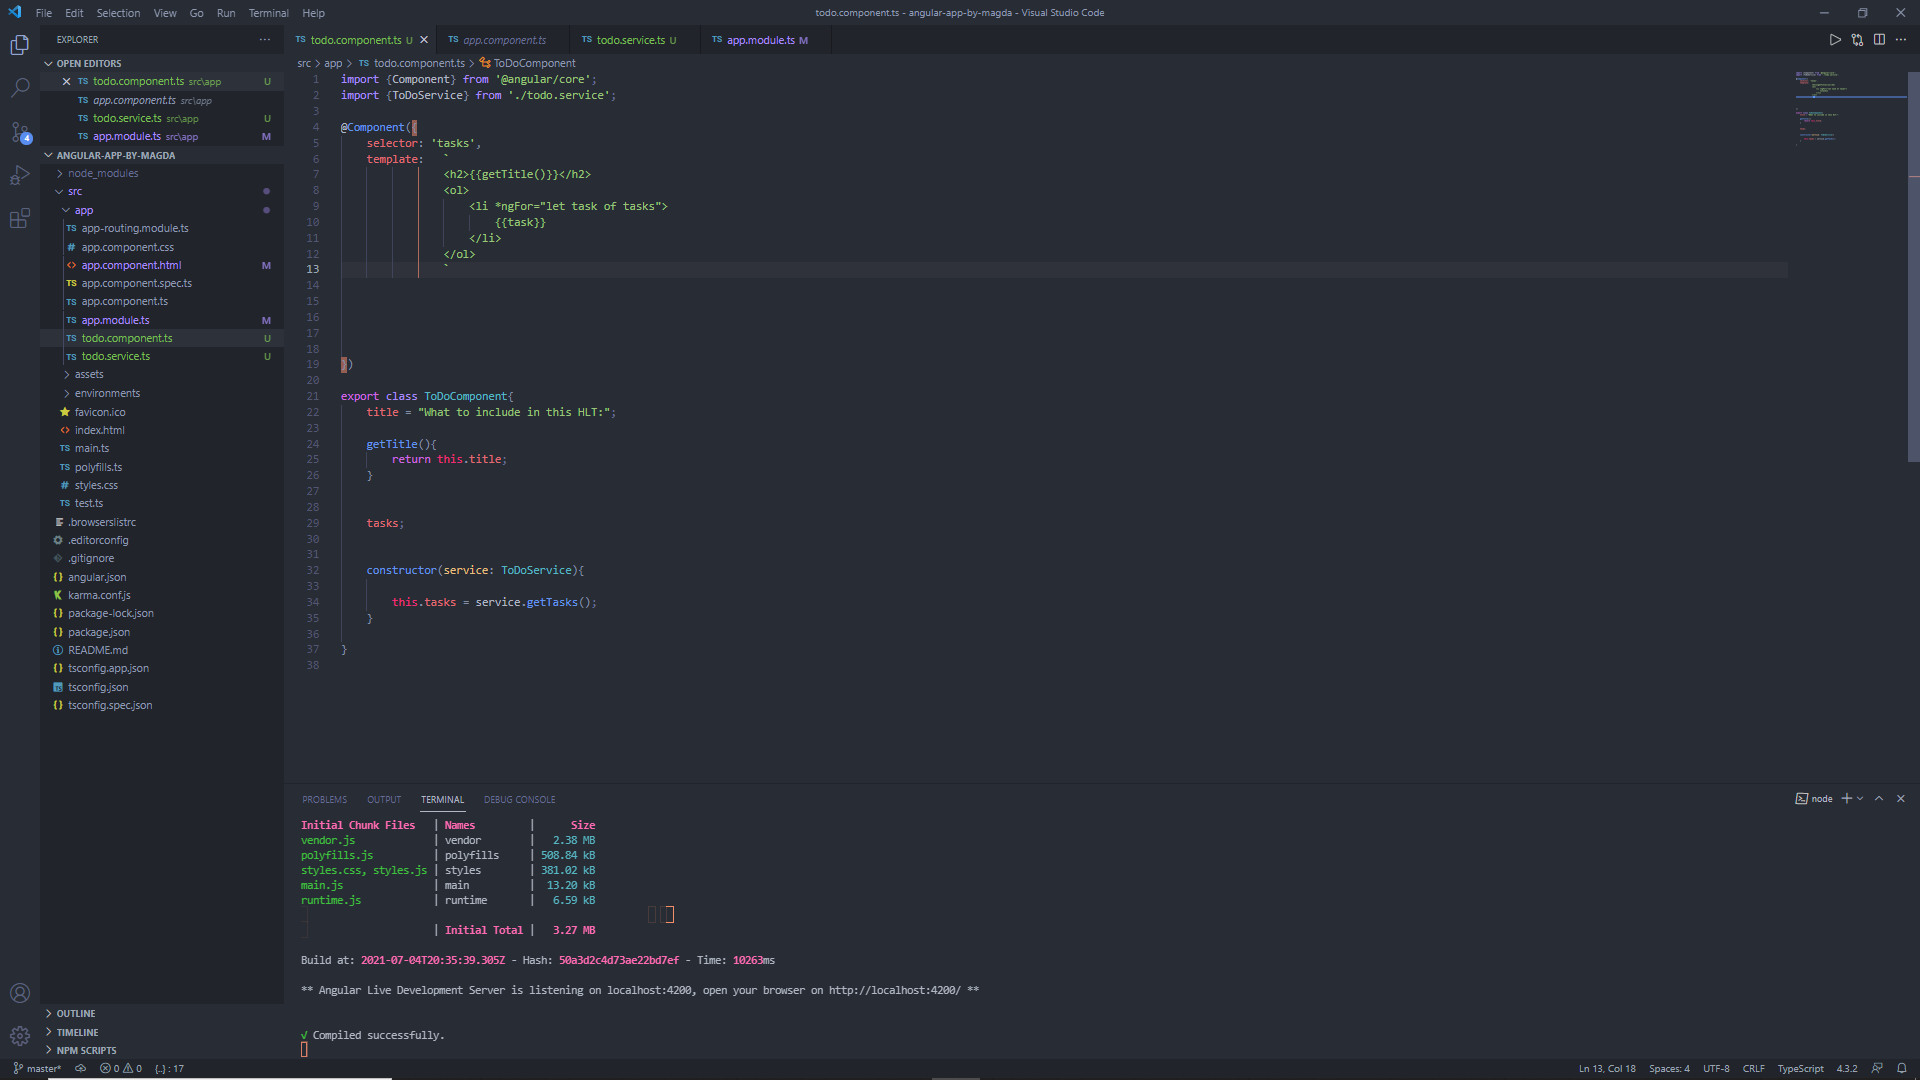 File Edit Selection View Go Run Terminal Help
todo.component.ts - angular-app-by-magda - Visual Studio Code
EXPLORER
TS todo.component.ts U
TS app.component.ts
TS todo.service.ts U
TS app.module.ts M
OPEN EDITORS
TS todo.component.ts src\app U
TS app.component.ts src\app
TS todo.service.ts src\app U
TS app.module.ts src\app M
4
ANGULAR-APP-BY-MAGDA
node_modules
src
app
TS app-routing.module.ts
# app.component.css
<> app.component.html M
TS app.component.spec.ts
TS app.component.ts
TS app.module.ts M
TS todo.component.ts U
TS todo.service.ts U
assets
environments
favicon.ico
<> index.html
TS main.ts
TS polyfills.ts
# styles.css
TS test.ts
.browserslistrc
.editorconfig
.gitignore
{} angular.json
karma.conf.js
{} package-lock.json
{} package.json
README.md
{} tsconfig.app.json
tsconfig.json
{} tsconfig.spec.json
OUTLINE
TIMELINE
NPM SCRIPTS
src > app > TS todo.component.ts > ToDoComponent
1 import {Component} from '@angular/core';
2 import {ToDoService} from './todo.service';
3
4 @Component({
5 selector: 'tasks',
6 template: `
7 <h2>{{getTitle()}}</h2>
8 <ol>
9 <li *ngFor="let task of tasks">
10 {{task}}
11 </li>
12 </ol>
13 `
14
15
16
17
18
19 })
20
21 export class ToDoComponent{
22 title = "What to include in this HLT:";
23
24 getTitle(){
25 return this.title;
26 }
27
28
29 tasks;
30
31
32 constructor(service: ToDoService){
33
34 this.tasks = service.getTasks();
35 }
36
37 }
38
PROBLEMS OUTPUT TERMINAL DEBUG CONSOLE
node
Initial Chunk Files | Names | Size
vendor.js | vendor | 2.38 MB
polyfills.js | polyfills | 508.84 kB
styles.css, styles.js | styles | 381.02 kB
main.js | main | 13.20 kB
runtime.js | runtime | 6.59 kB
| Initial Total | 3.27 MB
Build at: 2021-07-04T20:35:39.305Z - Hash: 50a3d2c4d73ae22bd7ef - Time: 10263ms
** Angular Live Development Server is listening on localhost:4200, open your browser on http://localhost:4200/ **
√ Compiled successfully.
master* 0 0 {..} : 17
Ln 13, Col 18 Spaces: 4 UTF-8 CRLF TypeScript 4.3.2